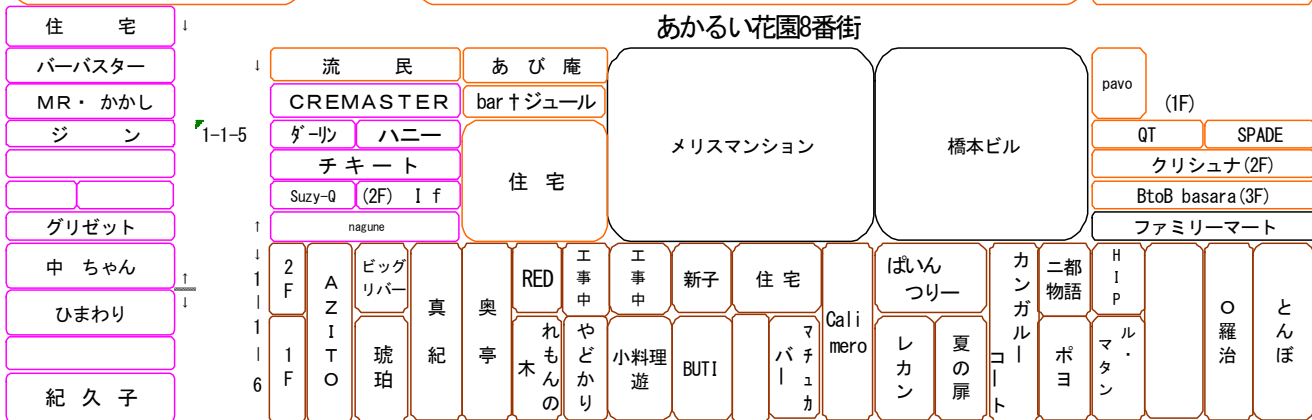 あかるい花園8番街
住 宅
↓
バーバスター
MR・ かかし
ジ ン
グリゼット
中 ちゃん
ひまわり
紀 久 子
↑
↓
1-1-5
↓
↑
流 民
CREMASTER
ダーリン
ハニー
チキート
Suzy-Q
(2F) I f
nagune
あ び 庵
bar†ジュール
住 宅
メリスマンション
橋本ビル
pavo
(1F)
QT
SPADE
クリシュナ(2F)
BtoB basara(3F)
ファミリーマート
↓
1|1|6
2F
1F
AZITO
ビッグ
リバー
琥珀
真紀
奥亭
RED
れもんの
木
工事中
やどかり
工事中
小料理
遊
新子
BUTI
住 宅
マチュカ
バー
Cali
mero
ぱいん
つりー
レカン
夏の扉
カンガルー
コート
二都
物語
ポヨ
HIP
ル・
マタン
O羅治
とんぼ